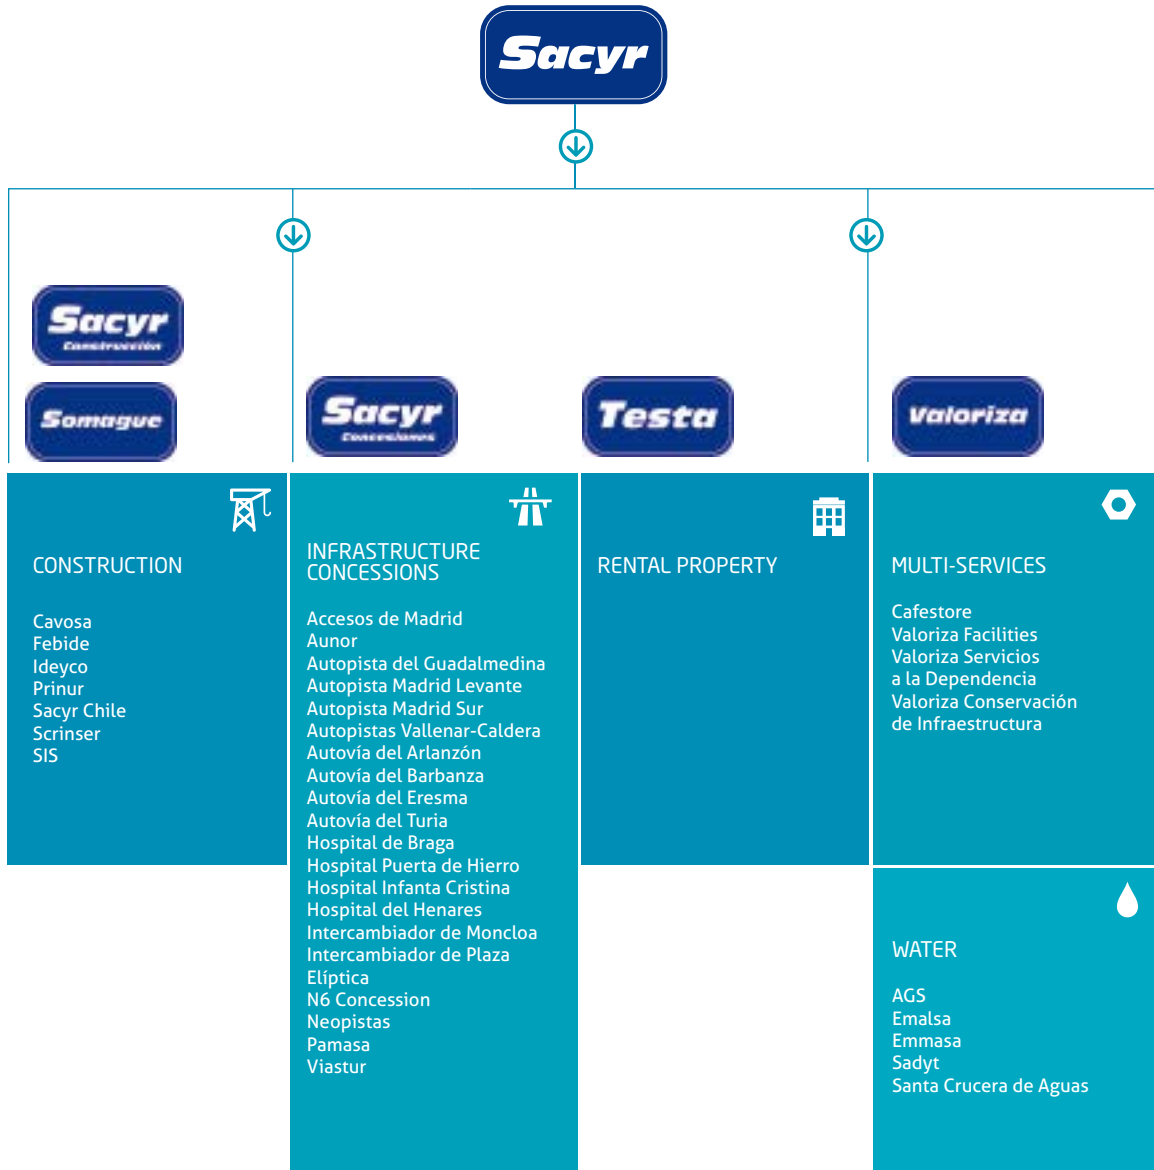 Sacyr
Sacyr
Construcción
Somague
Sacyr
Concesiones
Testa
Valoriza
CONSTRUCTION
Cavosa
Febide
Ideyco
Prinur
Sacyr Chile
Scrinser
SIS
INFRASTRUCTURE
CONCESSIONS
Accesos de Madrid
Aunor
Autopista del Guadalmedina
Autopista Madrid Levante
Autopista Madrid Sur
Autopistas Vallenar-Caldera
Autovía del Arlanzón
Autovía del Barbanza
Autovía del Eresma
Autovía del Turia
Hospital de Braga
Hospital Puerta de Hierro
Hospital Infanta Cristina
Hospital del Henares
Intercambiador de Moncloa
Intercambiador de Plaza
Elíptica
N6 Concession
Neopistas
Pamasa
Viastur
RENTAL PROPERTY
MULTI-SERVICES
Cafestore
Valoriza Facilities
Valoriza Servicios
a la Dependencia
Valoriza Conservación
de Infraestructura
WATER
AGS
Emalsa
Emmasa
Sadyt
Santa Crucera de Aguas